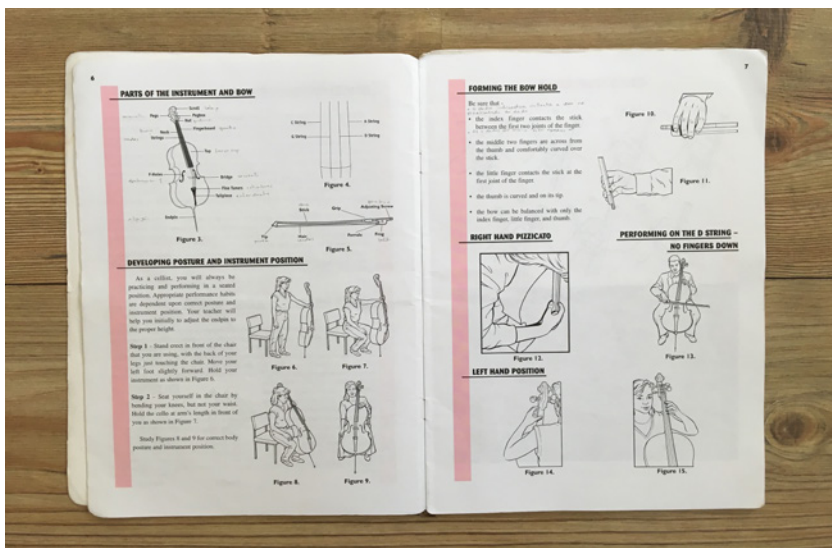 6
PARTS OF THE INSTRUMENT AND BOW
Scroll
Pegs
Pegbox
Nut
Neck
Fingerboard
Strings
Top
F-Holes
Bridge
Fine Tuners
Tailpiece
Endpin
Figure 3.
C String
A String
G String
D String
Figure 4.
Stick
Grip
Adjusting Screw
Tip
Hair
Ferrule
Frog
Figure 5.
DEVELOPING POSTURE AND INSTRUMENT POSITION
As a cellist, you will always be
practicing and performing in a seated
position. Appropriate performance habits
are dependent upon correct posture and
instrument position. Your teacher will
help you initially to adjust the endpin to
the proper height.
Step 1 - Stand erect in front of the chair
that you are using, with the back of your
legs just touching the chair. Move your
left foot slightly forward. Hold your
instrument as shown in Figure 6.
Step 2 - Seat yourself in the chair by
bending your knees, but not your waist.
Hold the cello at arm's length in front of
you as shown in Figure 7.
Study Figures 8 and 9 for correct body
posture and instrument position.
Figure 6.
Figure 7.
Figure 8.
Figure 9.
7
FORMING THE BOW HOLD
Be sure that -
• the index finger contacts the stick
between the first two joints of the finger.
• the middle two fingers are across from
the thumb and comfortably curved over
the stick.
• the little finger contacts the stick at the
first joint of the finger.
• the thumb is curved and on its tip.
• the bow can be balanced with only the
index finger, little finger, and thumb.
Figure 10.
Figure 11.
RIGHT HAND PIZZICATO
Figure 12.
PERFORMING ON THE D STRING –
NO FINGERS DOWN
Figure 13.
LEFT HAND POSITION
Figure 14.
Figure 15.